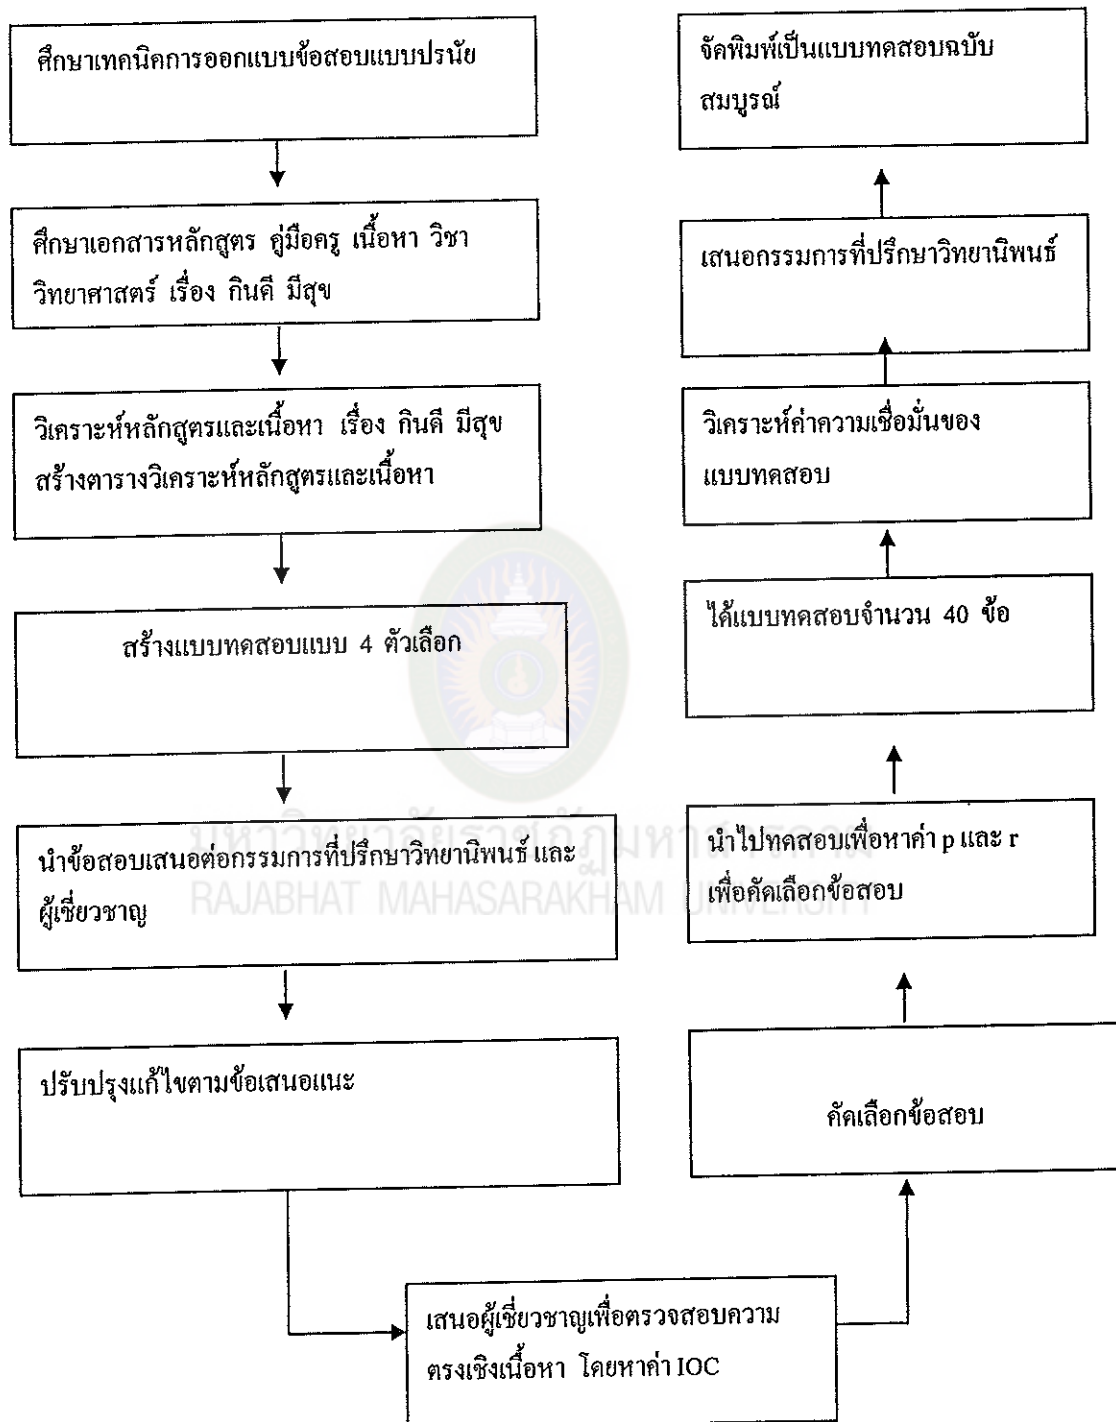 ศึกษาเทคนิคการออกแบบข้อสอบแบบปรนัย
ศึกษาเอกสารหลักสูตร คู่มือครู เนื้อหา วิชา
วิทยาศาสตร์ เรื่อง กินดี มีสุข
วิเคราะห์หลักสูตรและเนื้อหา เรื่อง กินดี มีสุข
สร้างตารางวิเคราะห์หลักสูตรและเนื้อหา
สร้างแบบทดสอบแบบ 4 ตัวเลือก
นำข้อสอบเสนอต่อกรรมการที่ปรึกษาวิทยานิพนธ์ และ
ผู้เชี่ยวชาญ
ปรับปรุงแก้ไขตามข้อเสนอแนะ
เสนอผู้เชี่ยวชาญเพื่อตรวจสอบความ
ตรงเชิงเนื้อหา โดยหาค่า IOC
คัดเลือกข้อสอบ
นำไปทดสอบเพื่อหาค่า p และ r
เพื่อคัดเลือกข้อสอบ
ได้แบบทดสอบจำนวน 40 ข้อ
วิเคราะห์ค่าความเชื่อมั่นของ
แบบทดสอบ
เสนอกรรมการที่ปรึกษาวิทยานิพนธ์
จัดพิมพ์เป็นแบบทดสอบฉบับ
สมบูรณ์
มหาวิทยาลัยราชภัฏมหาสารคาม
RAJABHAT MAHASARAKHAM UNIVERSITY